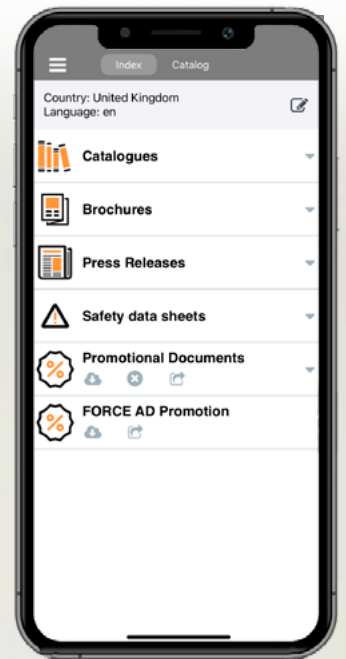 Index Catalog
Country: United Kingdom
Language: en
Catalogues
Brochures
Press Releases
Safety data sheets
Promotional Documents
FORCE AD Promotion